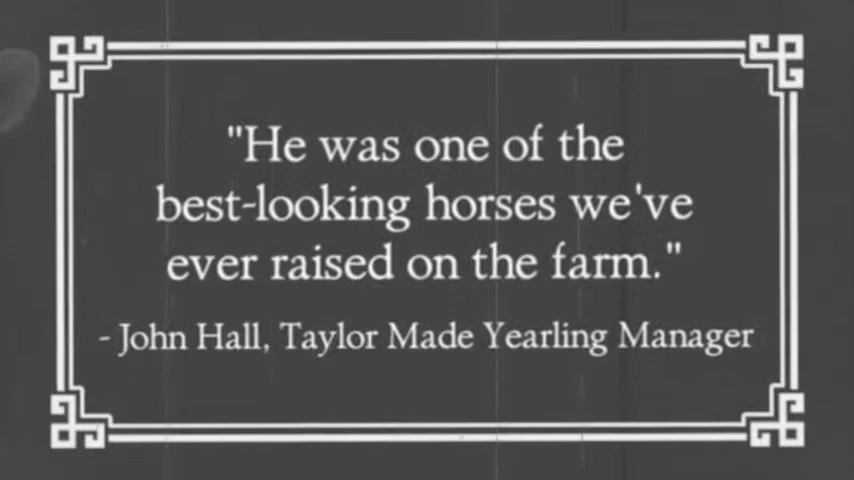 "He was one of the
best-looking horses we've
ever raised on the farm."
- John Hall, Taylor Made Yearling Manager